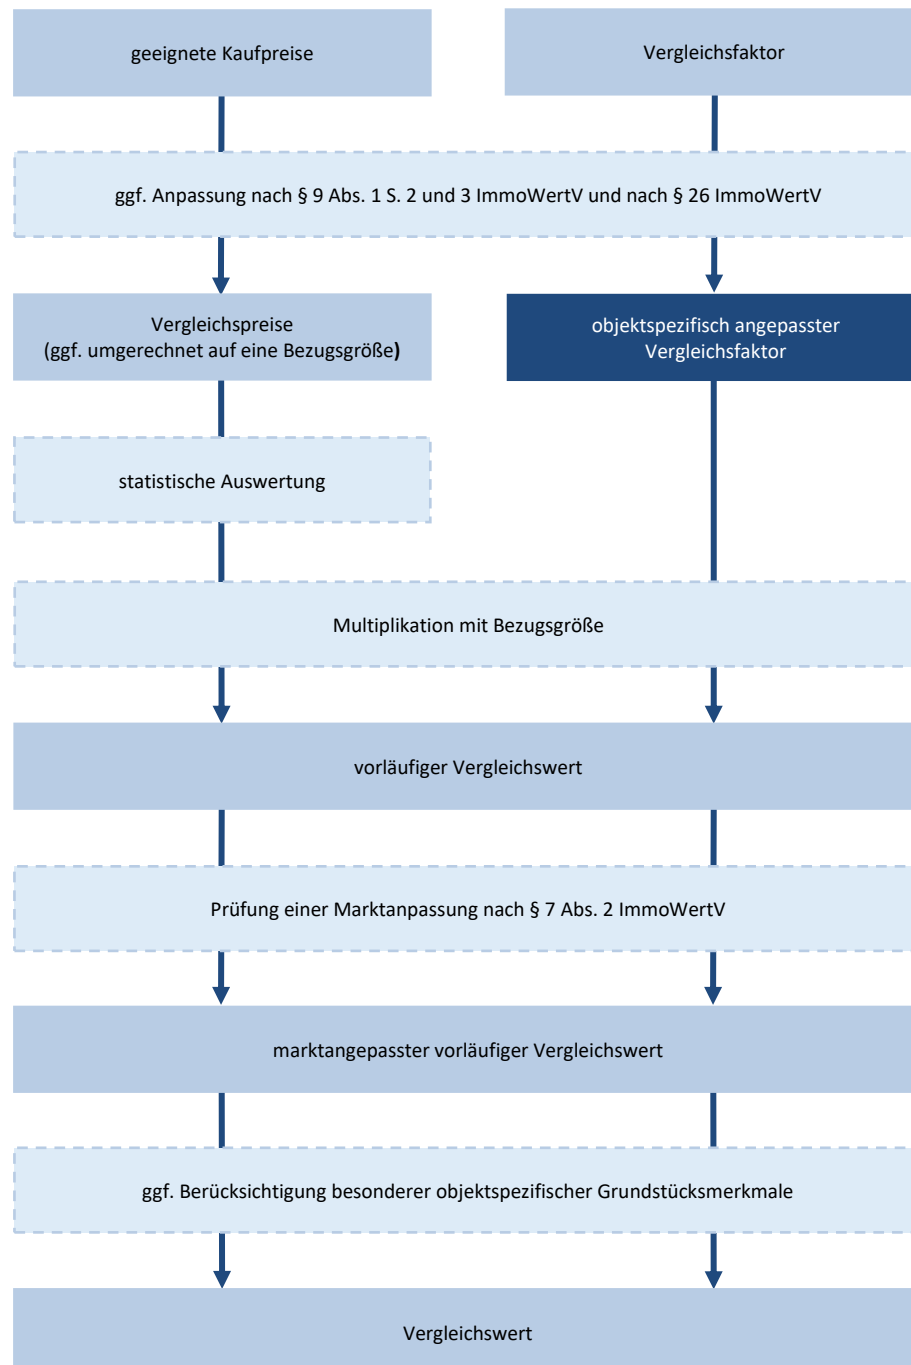 geeignete Kaufpreise
Vergleichsfaktor
ggf. Anpassung nach § 9 Abs. 1 S. 2 und 3 ImmoWertV und nach § 26 ImmoWertV
Vergleichspreise
(ggf. umgerechnet auf eine Bezugsgröße)
objektspezifisch angepasster
Vergleichsfaktor
statistische Auswertung
Multiplikation mit Bezugsgröße
vorläufiger Vergleichswert
Prüfung einer Marktanpassung nach § 7 Abs. 2 ImmoWertV
marktangepasster vorläufiger Vergleichswert
ggf. Berücksichtigung besonderer objektspezifischer Grundstücksmerkmale
Vergleichswert